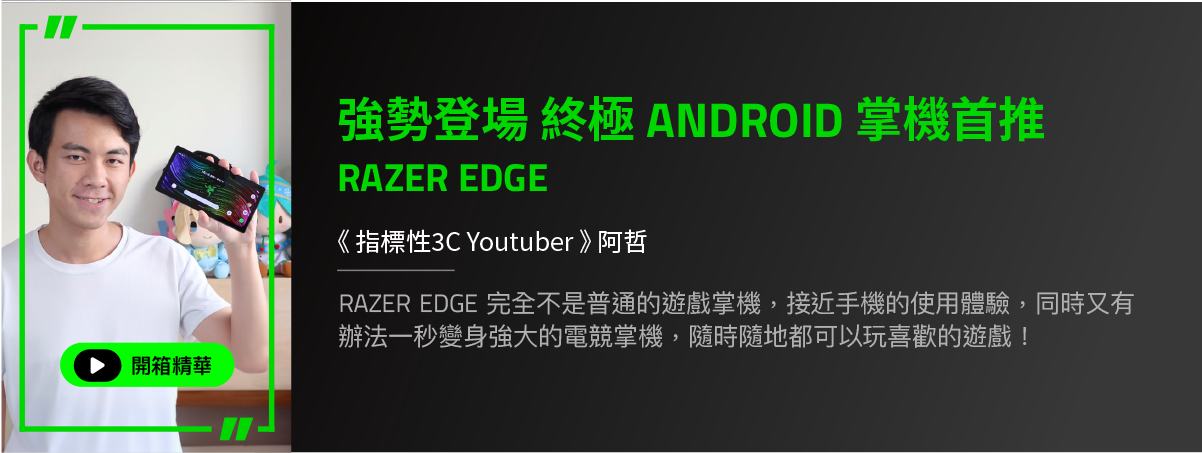 強勢登場 終極 ANDROID 掌機首推
RAZER EDGE
《 指標性3C Youtuber 》阿哲
RAZER EDGE 完全不是普通的遊戲掌機，接近手機的使用體驗，同時又有
辦法一秒變身強大的電競掌機，隨時隨地都可以玩喜歡的遊戲！
開箱精華